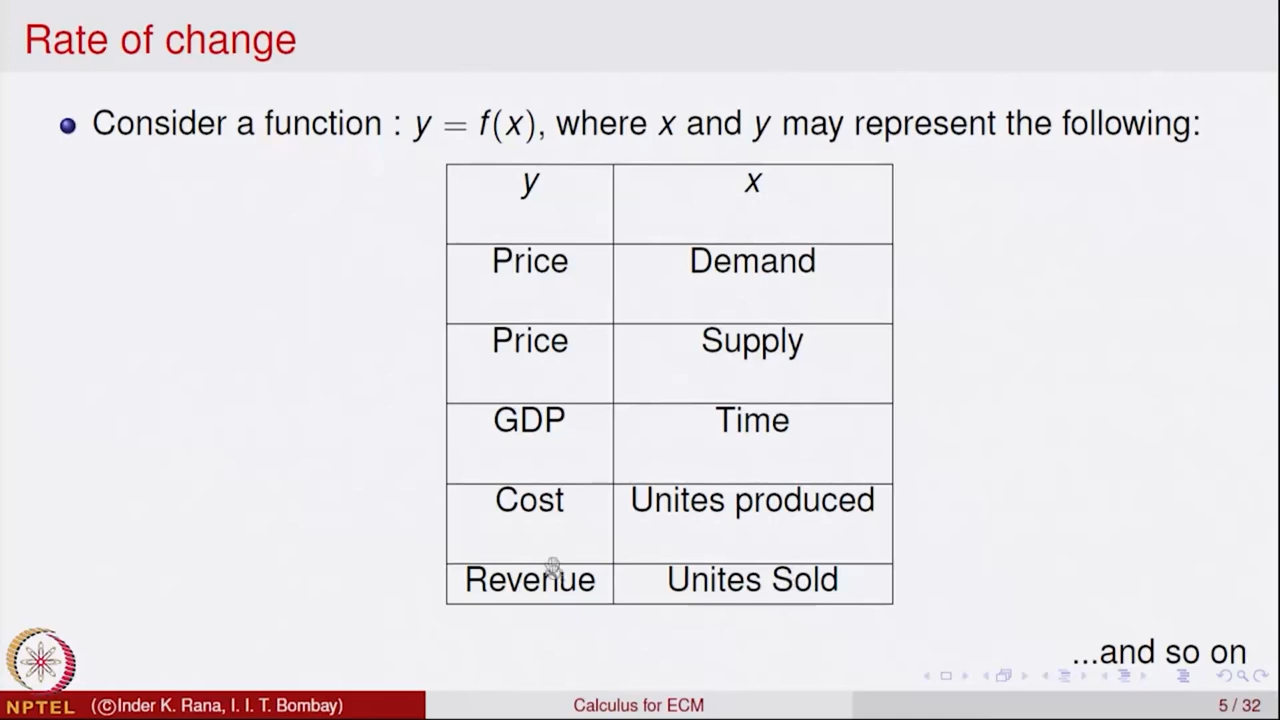 Rate of change
Consider a function : y = f(x), where x and y may represent the following:
y x
Price Demand
Price Supply
GDP Time
Cost Unites produced
Revenue Unites Sold
...and so on
NPTEL (©Inder K. Rana, I. I. T. Bombay) Calculus for ECM 5 / 32